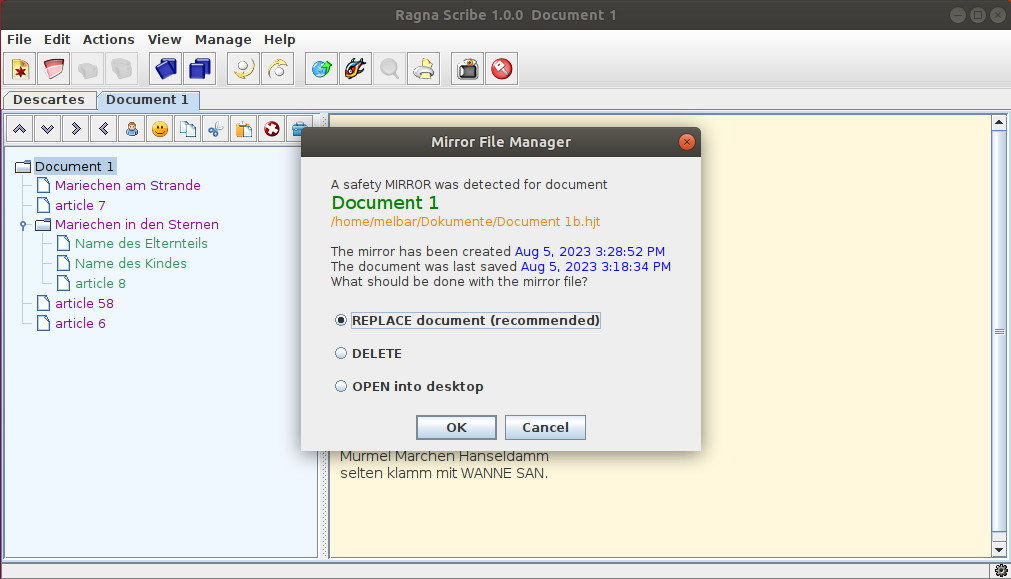 Ragna Scribe 1.0.0  Document 1
File Edit Actions View Manage Help
Descartes Document 1
Document 1
Mariechen am Strande
article 7
Mariechen in den Sternen
Name des Elternteils
Name des Kindes
article 8
article 58
article 6
Mirror File Manager
A safety MIRROR was detected for document
Document 1
/home/melbar/Dokumente/Document 1b.hjt
The mirror has been created Aug 5, 2023 3:28:52 PM
The document was last saved Aug 5, 2023 3:18:34 PM
What should be done with the mirror file?
REPLACE document (recommended)
DELETE
OPEN into desktop
OK Cancel
Murmel Märchen Hanseldamm
selten klamm mit WANNE SAN.